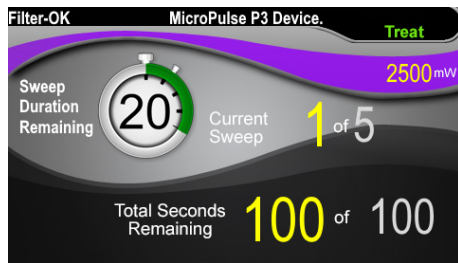 Filter-OK MicroPulse P3 Device.
Treat
2500mW
Sweep
Duration
Remaining
20
Current
Sweep
1 of 5
Total Seconds
Remaining
100 of 100